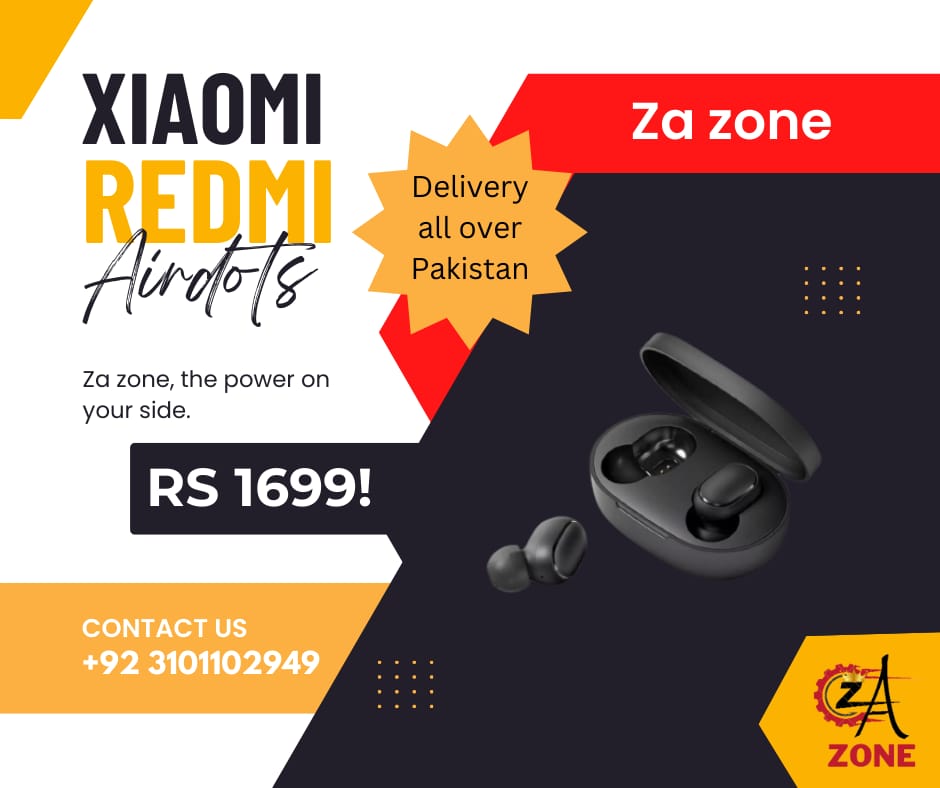 XIAOMI
REDMI
Airdots
Za zone
Delivery
all over
Pakistan
Za zone, the power on
your side.
RS 1699!
CONTACT US
+92 3101102949
ZA
ZONE